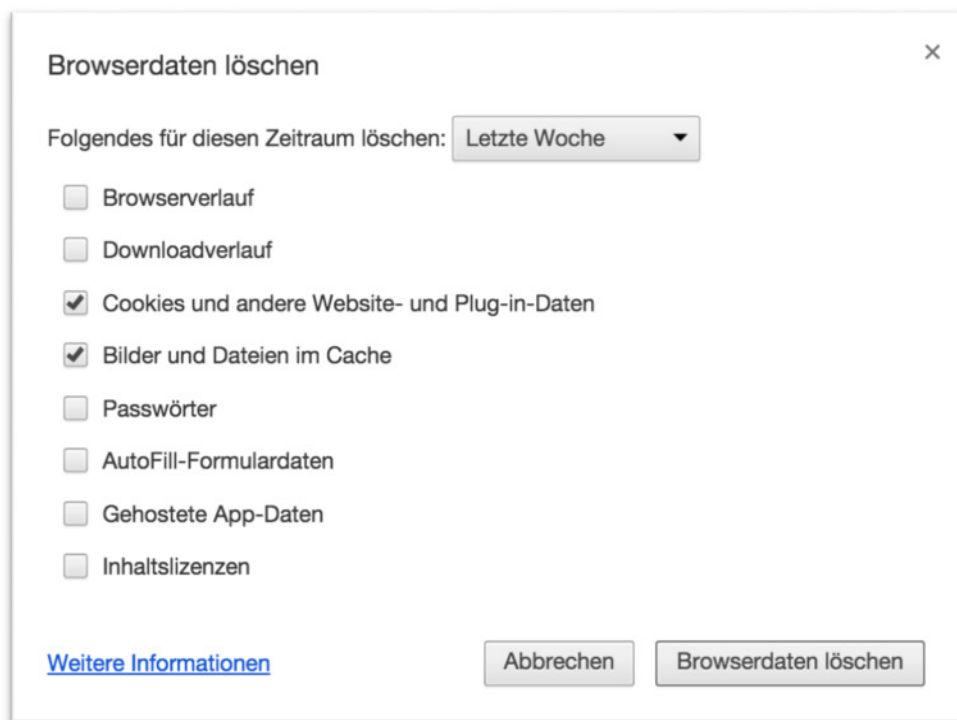 Browserdaten löschen
Folgendes für diesen Zeitraum löschen: Letzte Woche
Browserverlauf
Downloadverlauf
Cookies und andere Website- und Plug-in-Daten
Bilder und Dateien im Cache
Passwörter
AutoFill-Formulardaten
Gehostete App-Daten
Inhaltslizenzen
Weitere Informationen Abbrechen Browserdaten löschen